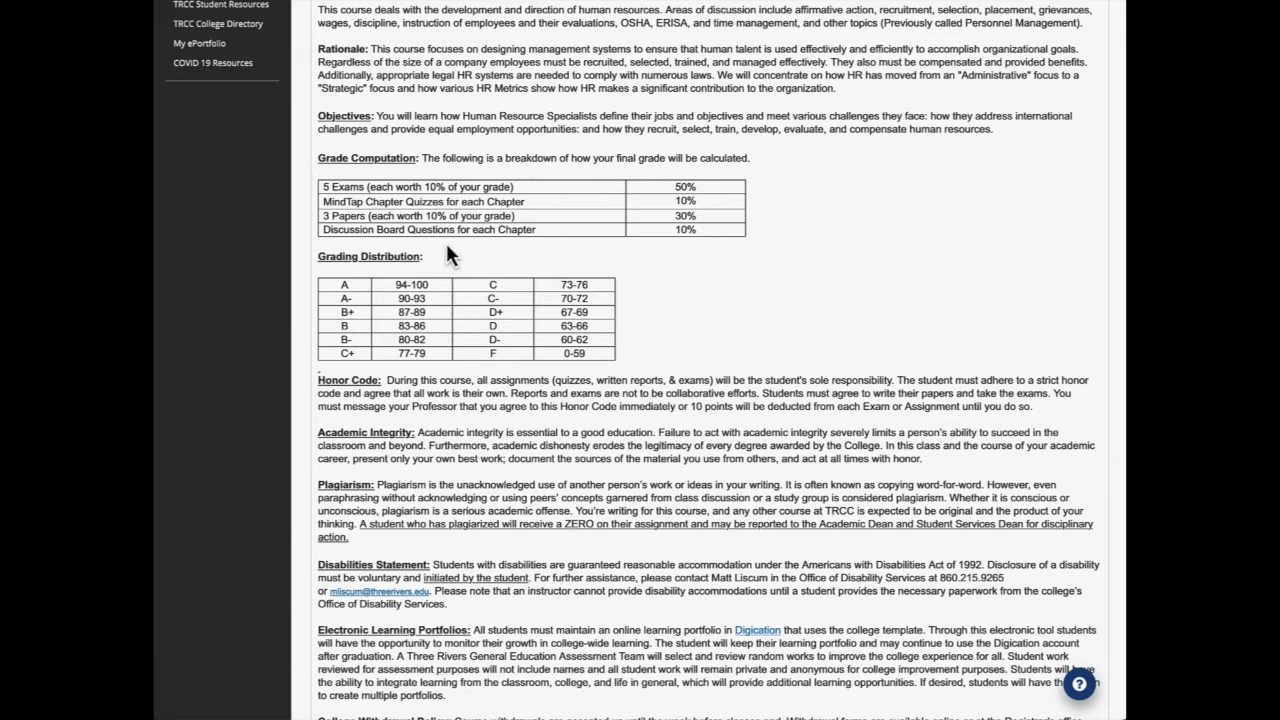 TRCC Student Resources
TRCC College Directory
My ePortfolio
COVID 19 Resources
This course deals with the development and direction of human resources. Areas of discussion include affirmative action, recruitment, selection, placement, grievances,
wages, discipline, instruction of employees and their evaluations, OSHA, ERISA, and time management, and other topics (Previously called Personnel Management).
Rationale: This course focuses on designing management systems to ensure that human talent is used effectively and efficiently to accomplish organizational goals.
Regardless of the size of a company employees must be recruited, selected, trained, and managed effectively. They also must be compensated and provided benefits.
Additionally, appropriate legal HR systems are needed to comply with numerous laws. We will concentrate on how HR has moved from an "Administrative" focus to a
"Strategic" focus and how various HR Metrics show how HR makes a significant contribution to the organization.
Objectives: You will learn how Human Resource Specialists define their jobs and objectives and meet various challenges they face: how they address international
challenges and provide equal employment opportunities: and how they recruit, select, train, develop, evaluate, and compensate human resources.
Grade Computation: The following is a breakdown of how your final grade will be calculated.
5 Exams (each worth 10% of your grade) 50%
MindTap Chapter Quizzes for each Chapter 10%
3 Papers (each worth 10% of your grade) 30%
Discussion Board Questions for each Chapter 10%
Grading Distribution:
A 94-100 C 73-76
A- 90-93 C- 70-72
B+ 87-89 D+ 67-69
B 83-86 D 63-66
B- 80-82 D- 60-62
C+ 77-79 F 0-59
Honor Code: During this course, all assignments (quizzes, written reports, & exams) will be the student's sole responsibility. The student must adhere to a strict honor
code and agree that all work is their own. Reports and exams are not to be collaborative efforts. Students must agree to write their papers and take the exams. You
must message your Professor that you agree to this Honor Code immediately or 10 points will be deducted from each Exam or Assignment until you do so.
Academic Integrity: Academic integrity is essential to a good education. Failure to act with academic integrity severely limits a person's ability to succeed in the
classroom and beyond. Furthermore, academic dishonesty erodes the legitimacy of every degree awarded by the College. In this class and the course of your academic
career, present only your own best work; document the sources of the material you use from others, and act at all times with honor.
Plagiarism: Plagiarism is the unacknowledged use of another person's work or ideas in your writing. It is often known as copying word-for-word. However, even
paraphrasing without acknowledging or using peers' concepts garnered from class discussion or a study group is considered plagiarism. Whether it is conscious or
unconscious, plagiarism is a serious academic offense. You're writing for this course, and any other course at TRCC is expected to be original and the product of your
thinking. A student who has plagiarized will receive a ZERO on their assignment and may be reported to the Academic Dean and Student Services Dean for disciplinary
action.
Disabilities Statement: Students with disabilities are guaranteed reasonable accommodation under the Americans with Disabilities Act of 1992. Disclosure of a disability
must be voluntary and initiated by the student. For further assistance, please contact Matt Liscum in the Office of Disability Services at 860.215.9265
or mliscum@threerivers.edu. Please note that an instructor cannot provide disability accommodations until a student provides the necessary paperwork from the college's
Office of Disability Services.
Electronic Learning Portfolios: All students must maintain an online learning portfolio in Digication that uses the college template. Through this electronic tool students
will have the opportunity to monitor their growth in college-wide learning. The student will keep their learning portfolio and may continue to use the Digication account
after graduation. A Three Rivers General Education Assessment Team will select and review random works to improve the college experience for all. Student work
reviewed for assessment purposes will not include names and all student work will remain private and anonymous for college improvement purposes. Students will have
the ability to integrate learning from the classroom, college, and life in general, which will provide additional learning opportunities. If desired, students will have
to create multiple portfolios.